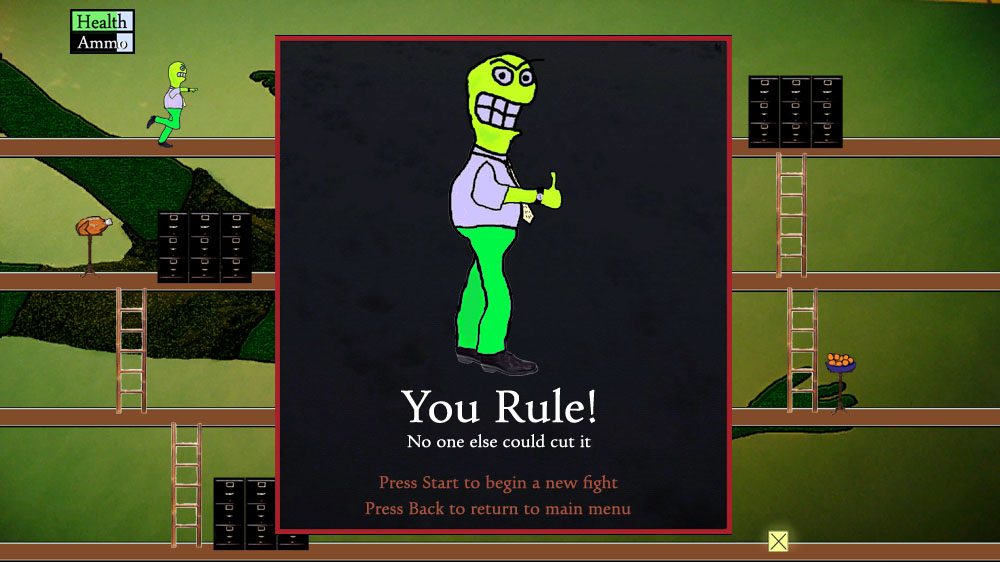 Health
Ammo
You Rule!
No one else could cut it
Press Start to begin a new fight
Press Back to return to main menu